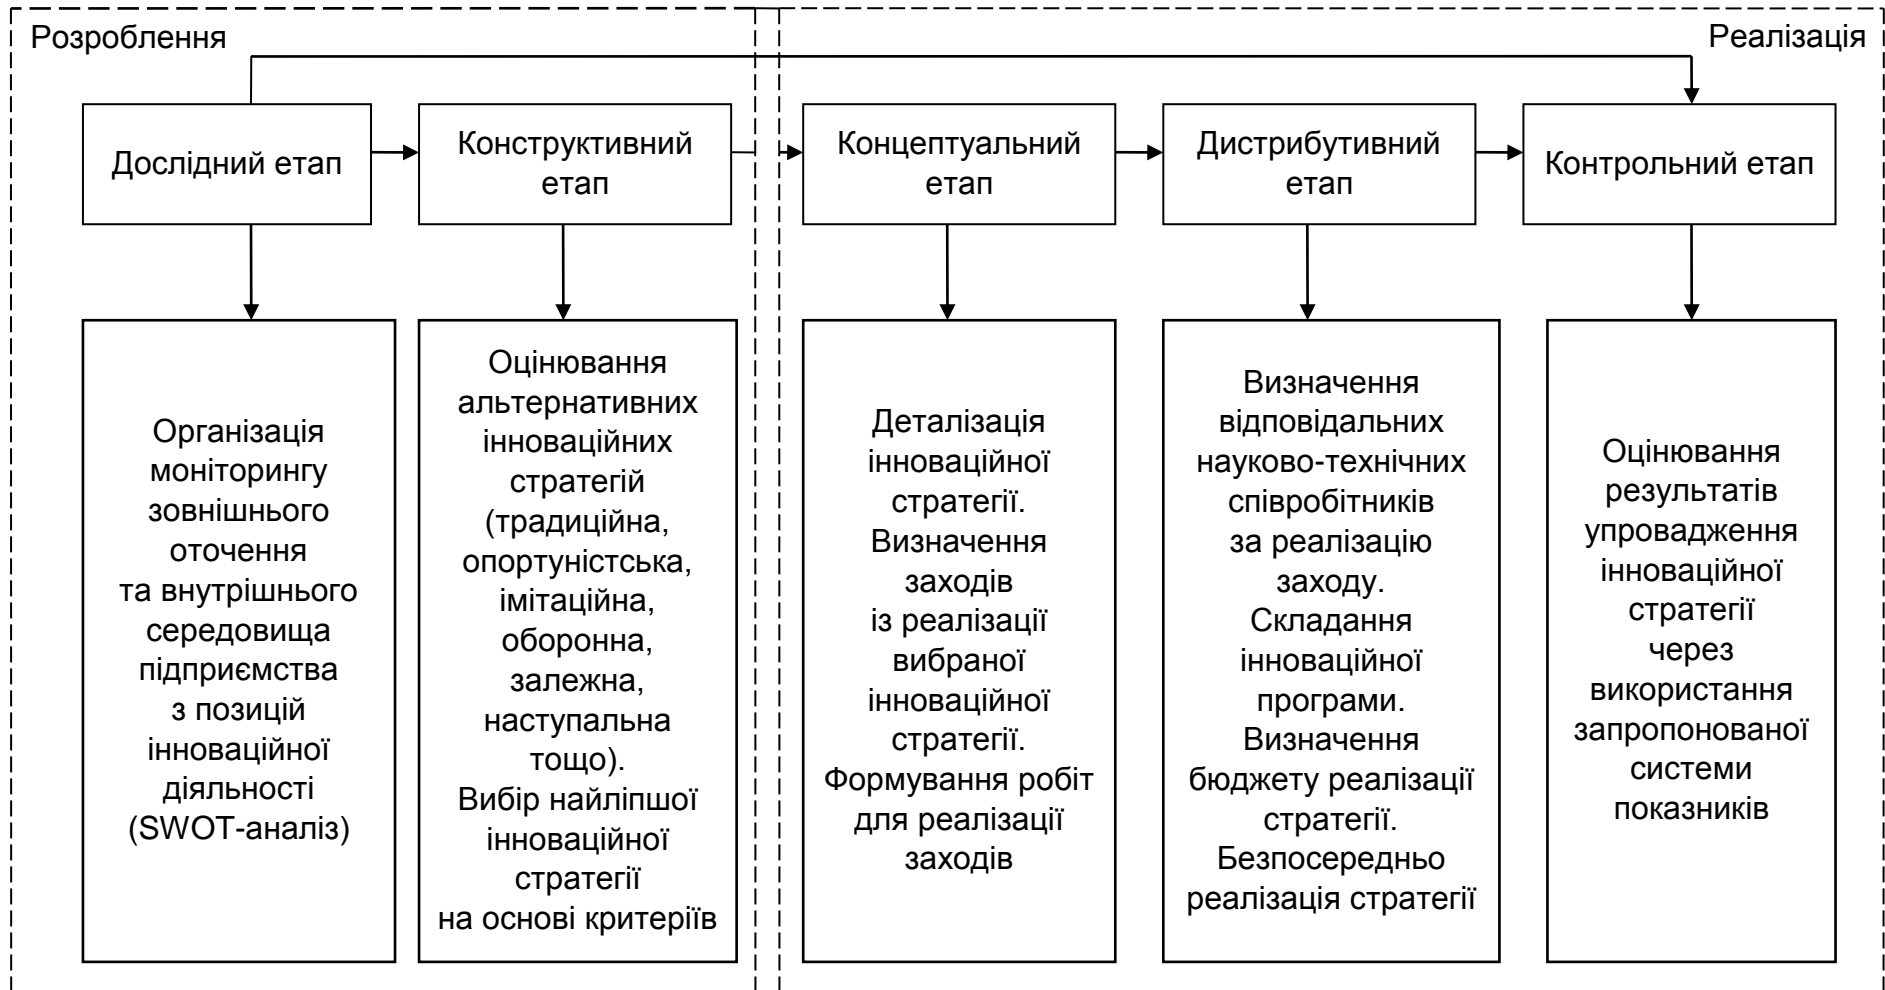 Розроблення
Реалізація
Дослідний етап
Конструктивний
етап
Концептуальний
етап
Дистрибутивний
етап
Контрольний етап
Організація
моніторингу
зовнішнього
оточення
та внутрішнього
середовища
підприємства
з позицій
інноваційної
діяльності
(SWOT-аналіз)
Оцінювання
альтернативних
інноваційних
стратегій
(традиційна,
опортуністська,
імітаційна,
оборонна,
залежна,
наступальна
тощо).
Вибір найліпшої
інноваційної
стратегії
на основі критеріїв
Деталізація
інноваційної
стратегії.
Визначення
заходів
із реалізації
вибраної
інноваційної
стратегії.
Формування робіт
для реалізації
заходів
Визначення
відповідальних
науково-технічних
співробітників
за реалізацію
заходу.
Складання
інноваційної
програми.
Визначення
бюджету реалізації
стратегії.
Безпосередньо
реалізація стратегії
Оцінювання
результатів
упровадження
інноваційної
стратегії
через
використання
запропонованої
системи
показників